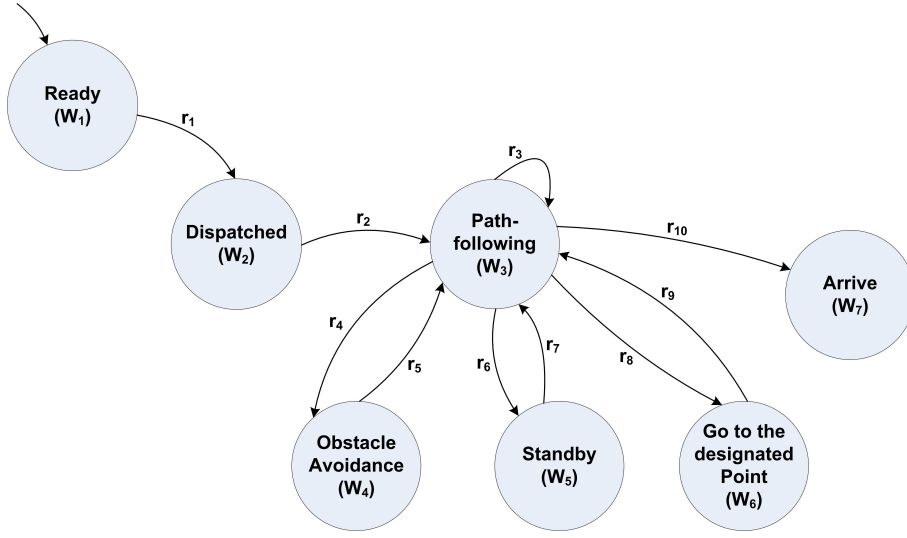 Ready
(W₁)
r₁
Dispatched
(W₂)
r₂
r₃
Path-
following
(W₃)
r₁₀
Arrive
(W₇)
r₄
r₅
r₆
r₇
r₈
r₉
Obstacle
Avoidance
(W₄)
Standby
(W₅)
Go to the
designated
Point
(W₆)